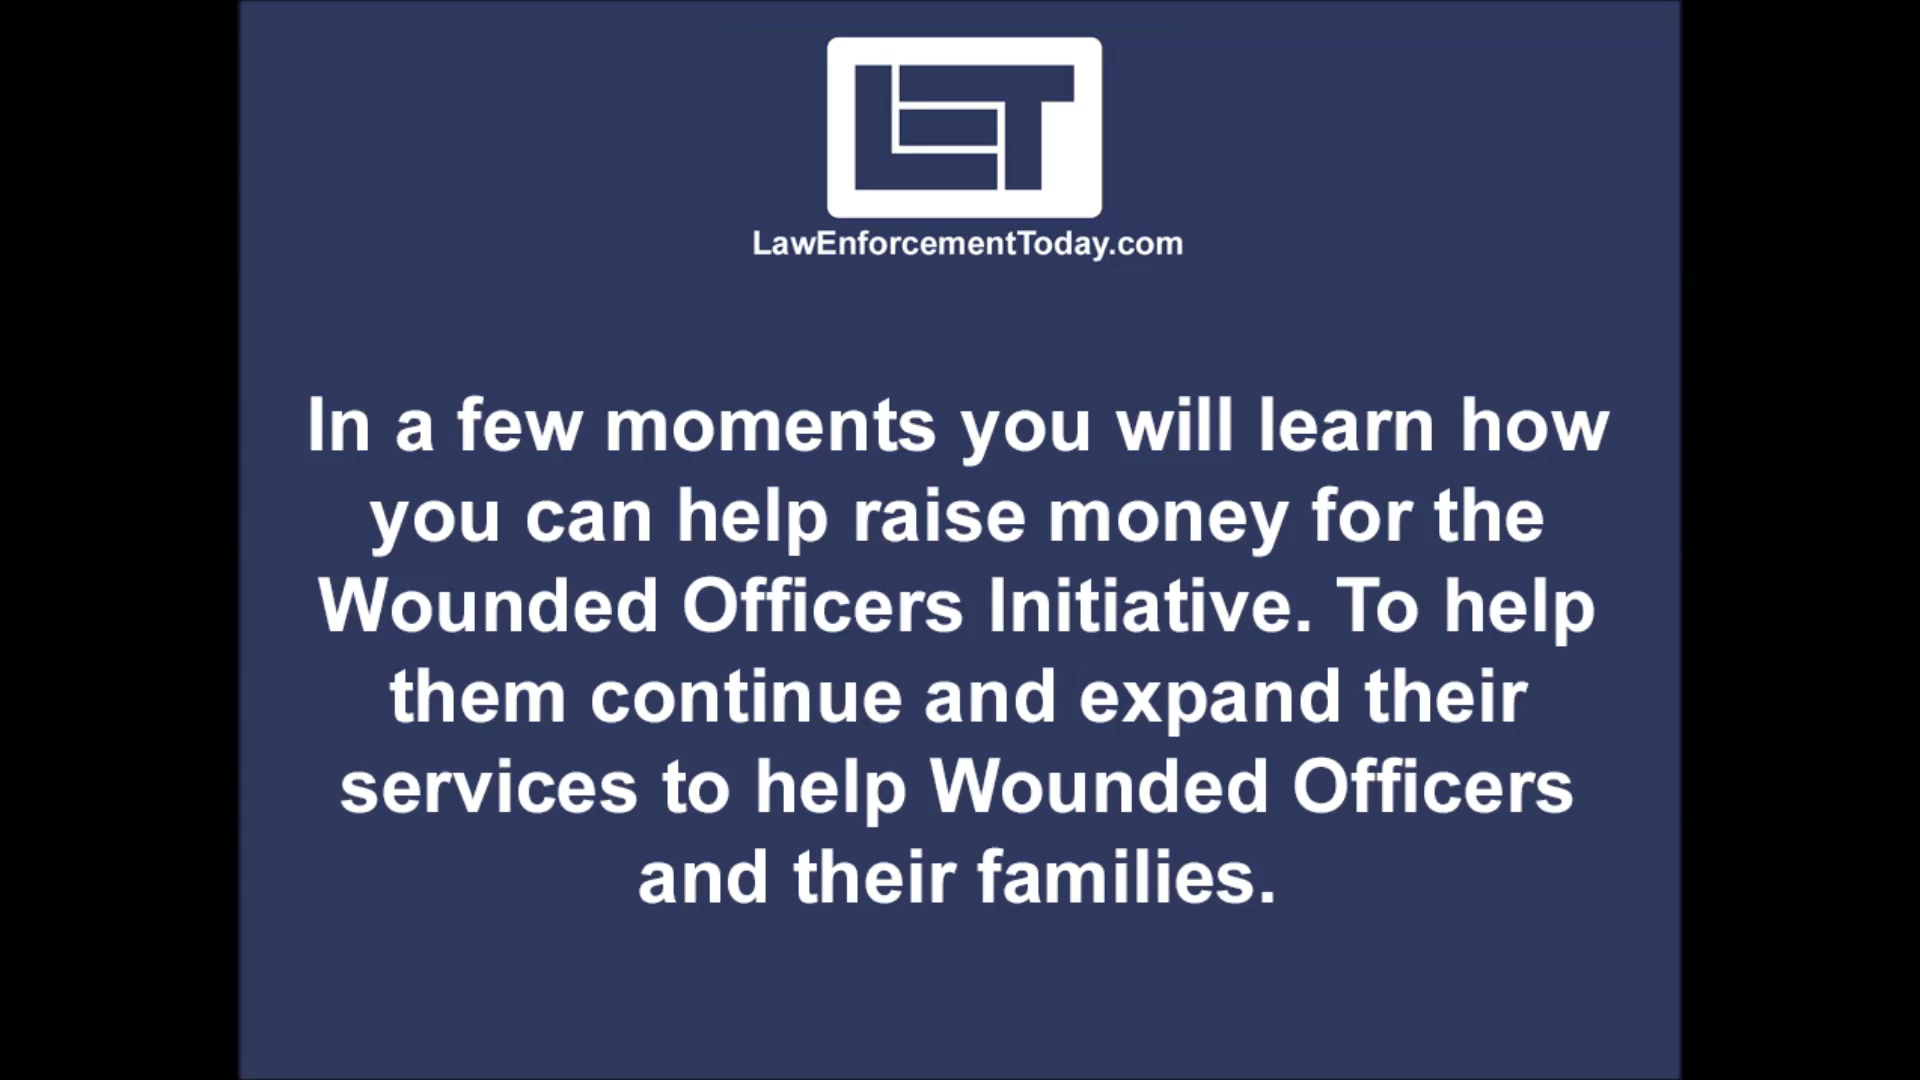 LET
LawEnforcementToday.com
In a few moments you will learn how
you can help raise money for the
Wounded Officers Initiative. To help
them continue and expand their
services to help Wounded Officers
and their families.